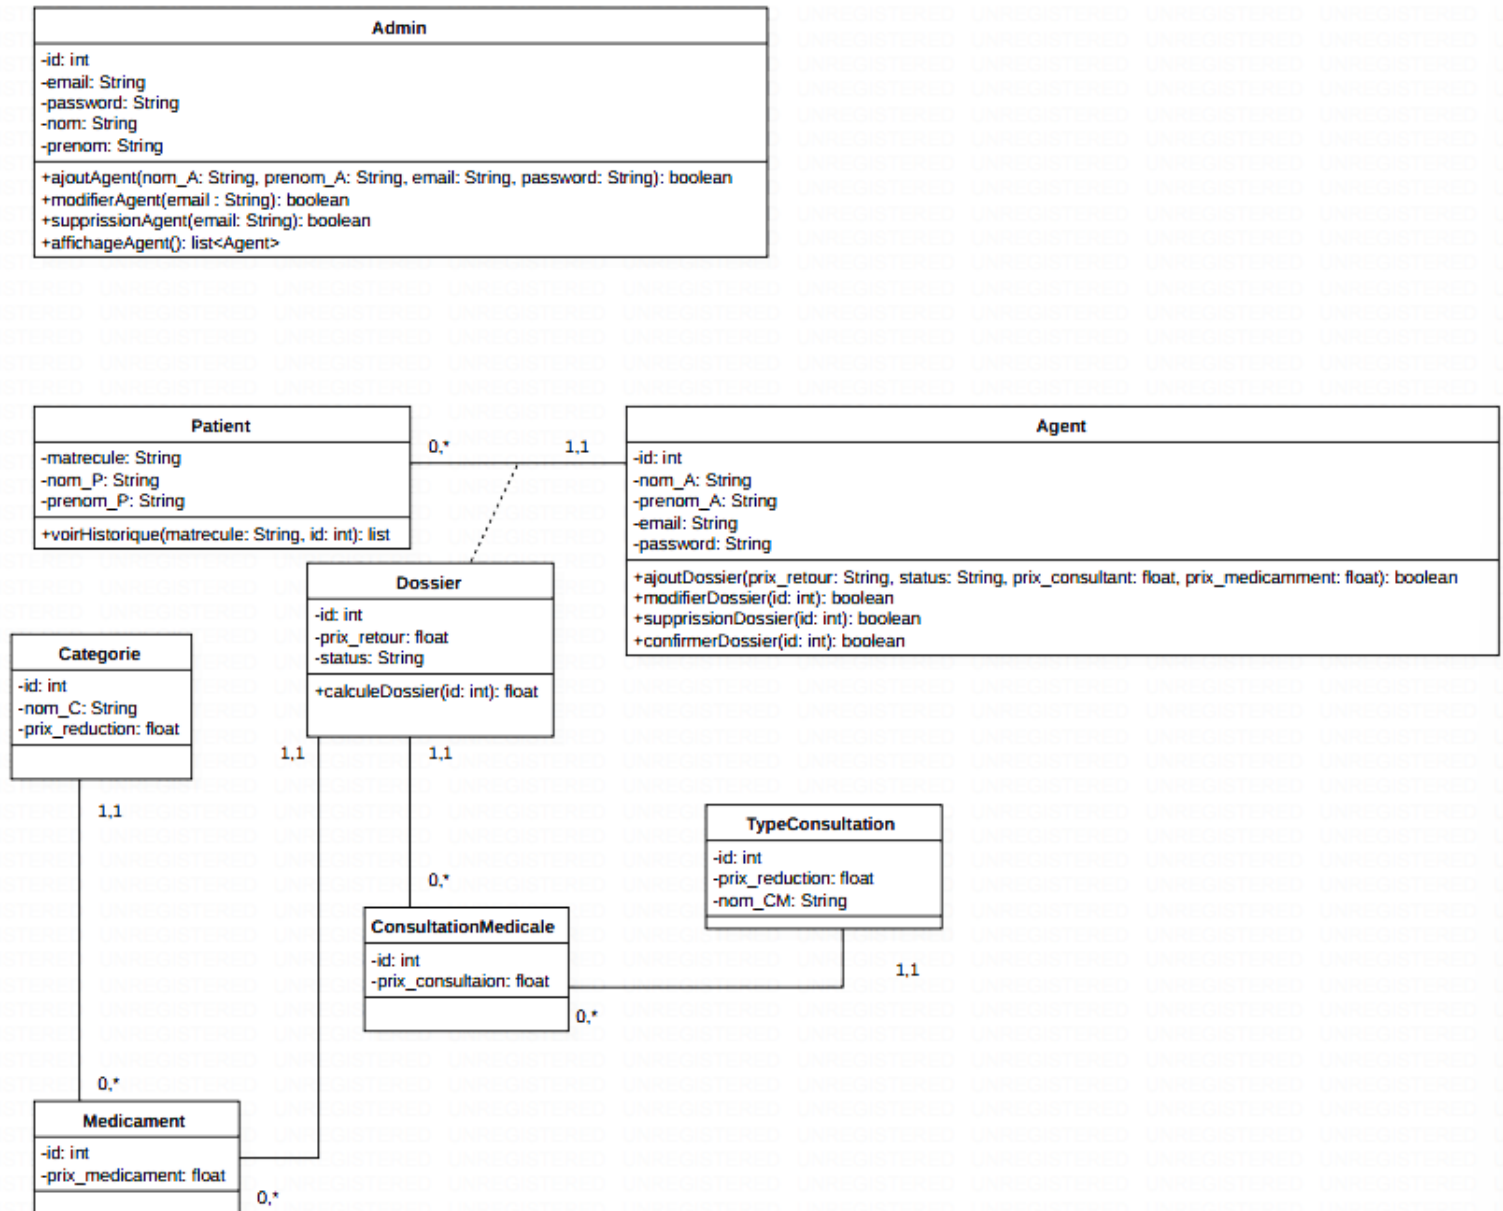 Admin
-id: int
-email: String
-password: String
-nom: String
-prenom: String
+ajoutAgent(nom_A: String, prenom_A: String, email: String, password: String): boolean
+modifierAgent(email : String): boolean
+supprissionAgent(email: String): boolean
+affichageAgent(): list<Agent>
Patient
-matrecule: String
-nom_P: String
-prenom_P: String
+voirHistorique(matrecule: String, id: int): list
0,*
1,1
Agent
-id: int
-nom_A: String
-prenom_A: String
-email: String
-password: String
+ajoutDossier(prix_retour: String, status: String, prix_consultant: float, prix_medicamment: float): boolean
+modifierDossier(id: int): boolean
+supprissionDossier(id: int): boolean
+confirmerDossier(id: int): boolean
Dossier
-id: int
-prix_retour: float
-status: String
+calculeDossier(id: int): float
Categorie
-id: int
-nom_C: String
-prix_reduction: float
1,1
1,1
1,1
TypeConsultation
-id: int
-prix_reduction: float
-nom_CM: String
0,*
ConsultationMedicale
-id: int
-prix_consultaion: float
1,1
0,*
0,*
Medicament
-id: int
-prix_medicament: float
0,*